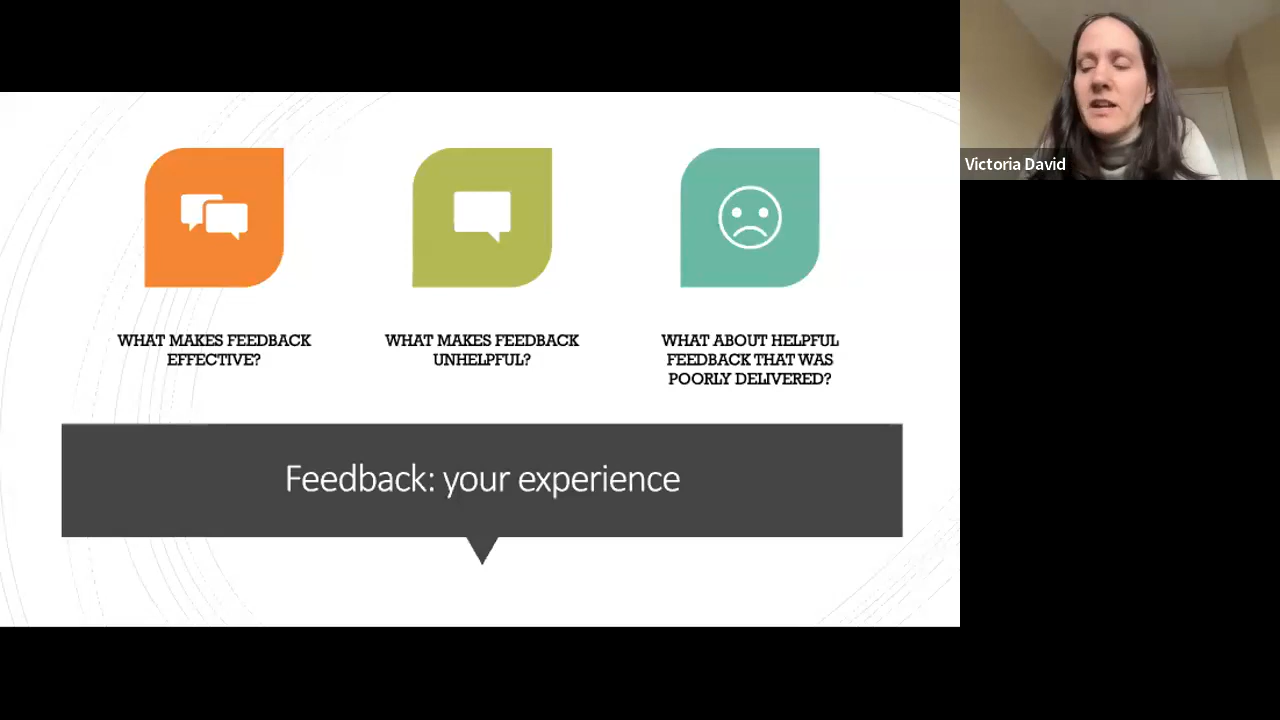 Victoria David
WHAT MAKES FEEDBACK
EFFECTIVE?
WHAT MAKES FEEDBACK
UNHELPFUL?
WHAT ABOUT HELPFUL
FEEDBACK THAT WAS
POORLY DELIVERED?
Feedback: your experience